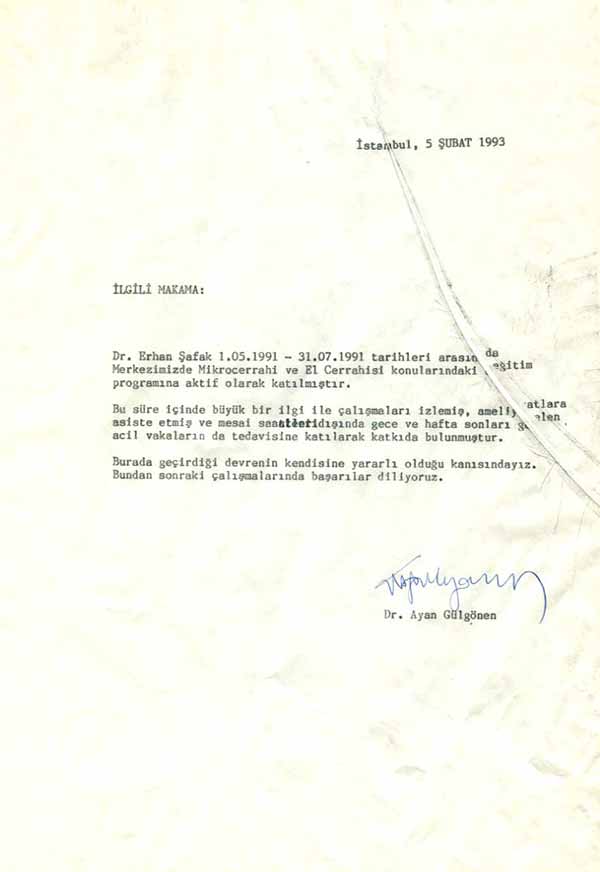 İstanbul, 5 ŞUBAT 1993
İLGİLİ MAKAMA:
Dr. Erhan Şafak 1.05.1991 - 31.07.1991 tarihleri arasında
Merkezimizde Mikrocerrahi ve El Cerrahisi konularındaki eğitim
programına aktif olarak katılmıştır.
Bu süre içinde büyük bir ilgi ile çalışmaları izlemiş, ameliyatlara
asiste etmiş ve mesai saatleri dışında gece ve hafta sonları gelen
acil vakaların da tedavisine katılarak katkıda bulunmuştur.
Burada geçirdiği devrenin kendisine yararlı olduğu kanısındayız.
Bundan sonraki çalışmalarında başarılar diliyoruz.
Dr. Ayan Gülgönen